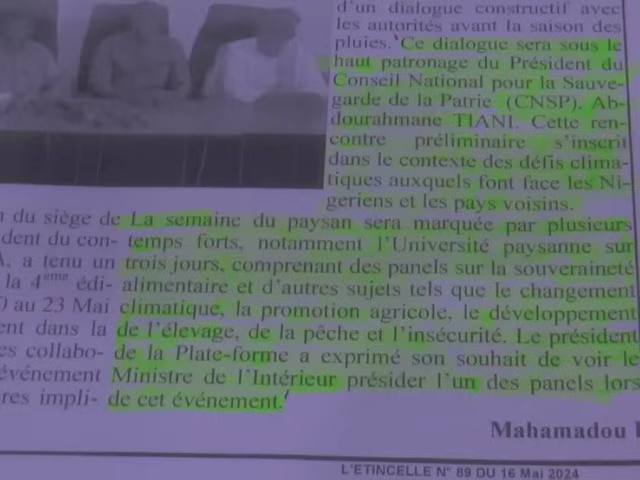 d'un dialogue constructif avec
les autorités avant la saison des
pluies. Ce dialogue sera sous le
haut patronage du Président du
Conseil National pour la Sauve-
garde de la Patrie (CNSP). Ab-
dourahmane TIANI. Cette ren-
contre préliminaire s'inscrit
dans le contexte des défis clima-
tiques auxquels font face les Ni-
geriens et les pays voisins.
du siège de
dent du con-
a tenu un
la 4eme édi-
au 23 Mai
ent dans la
es collabo-
événement
res impli-
La semaine du paysan sera marquée par plusieurs
temps forts, notamment l'Université paysanne sur
trois jours, comprenant des panels sur la souveraineté
alimentaire et d'autres sujets tels que le changement
climatique, la promotion agricole, le développement
de l'élevage, de la pêche et l'insécurité. Le président
de la Plate-forme a exprimé son souhait de voir le
Ministre de l'Intérieur présider l'un des panels lors
de cet événement.
Mahamadou
L'ETINCELLE N° 89 DU 16 Mai 2024